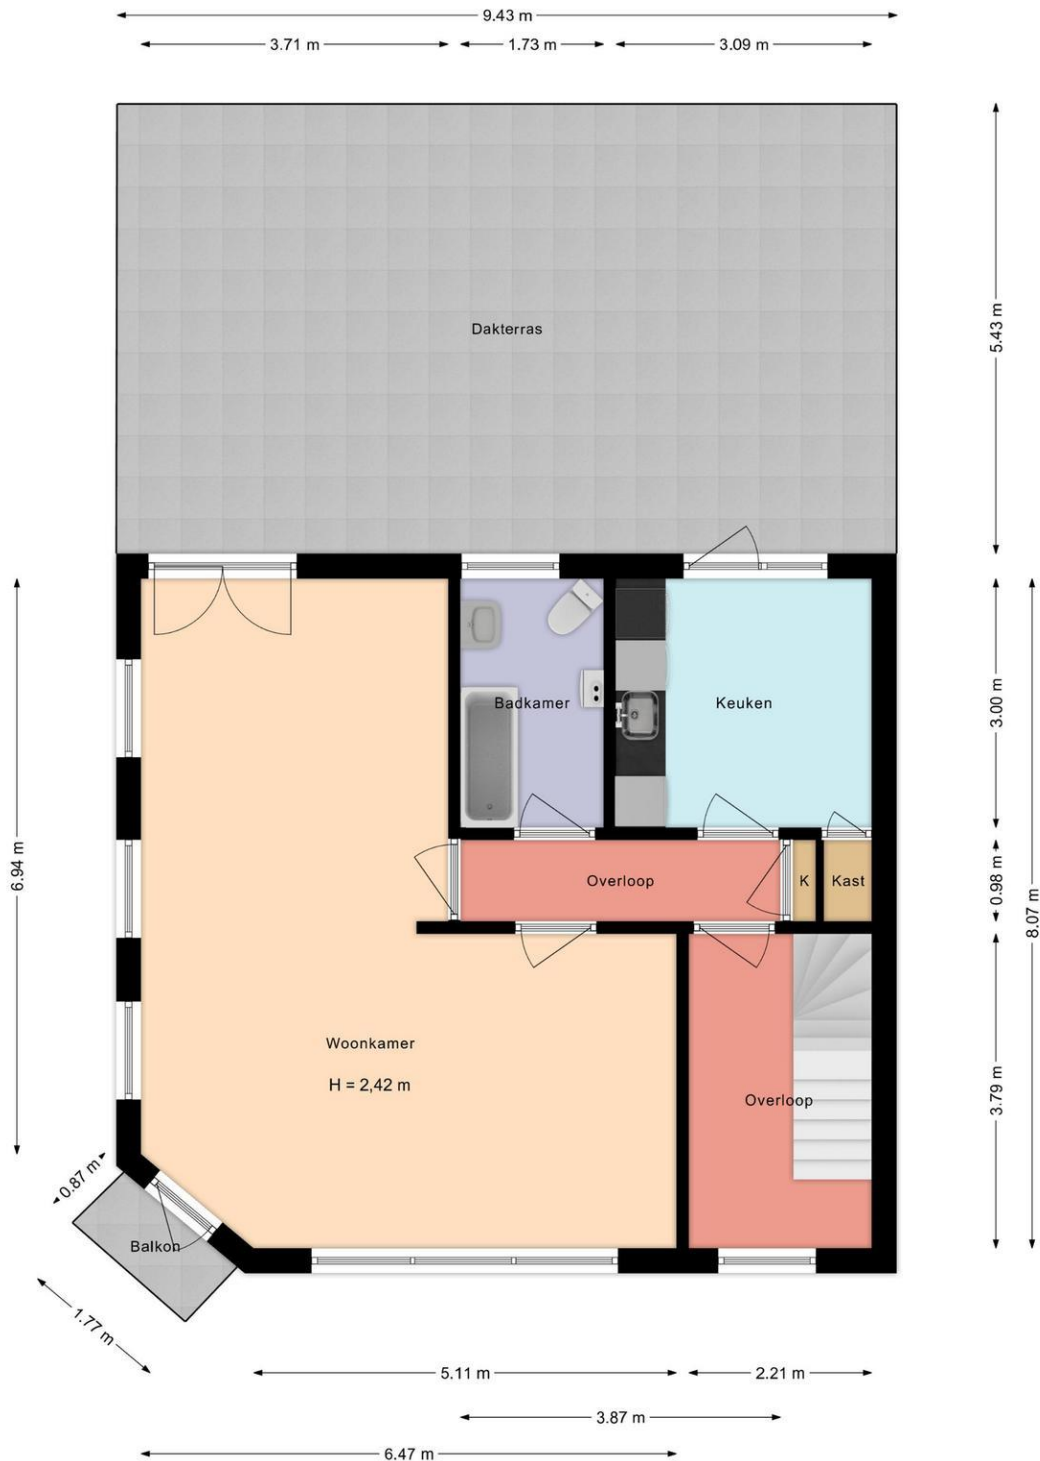 9.43 m
3.71 m
1.73 m
3.09 m
Dakterras
5.43 m
Badkamer
Keuken
3.00 m
6.94 m
Overloop
K
Kast
0.98 m
8.07 m
Woonkamer
H = 2,42 m
Overloop
3.79 m
0.87 m
Balkon
1.77 m
5.11 m
2.21 m
3.87 m
6.47 m